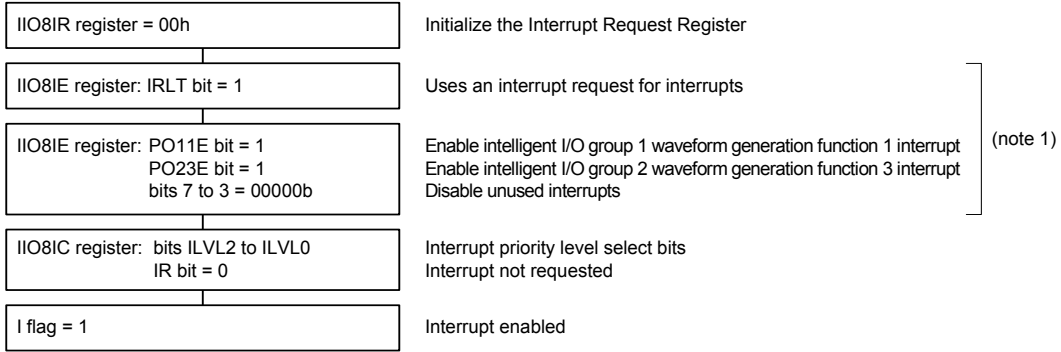 IIO8IR register = 00h Initialize the Interrupt Request Register
IIO8IE register: IRLT bit = 1 Uses an interrupt request for interrupts
(note 1)
IIO8IE register: PO11E bit = 1 Enable intelligent I/O group 1 waveform generation function 1 interrupt
PO23E bit = 1 Enable intelligent I/O group 2 waveform generation function 3 interrupt
bits 7 to 3 = 00000b Disable unused interrupts
IIO8IC register: bits ILVL2 to ILVL0 Interrupt priority level select bits
IR bit = 0 Interrupt not requested
I flag = 1 Interrupt enabled